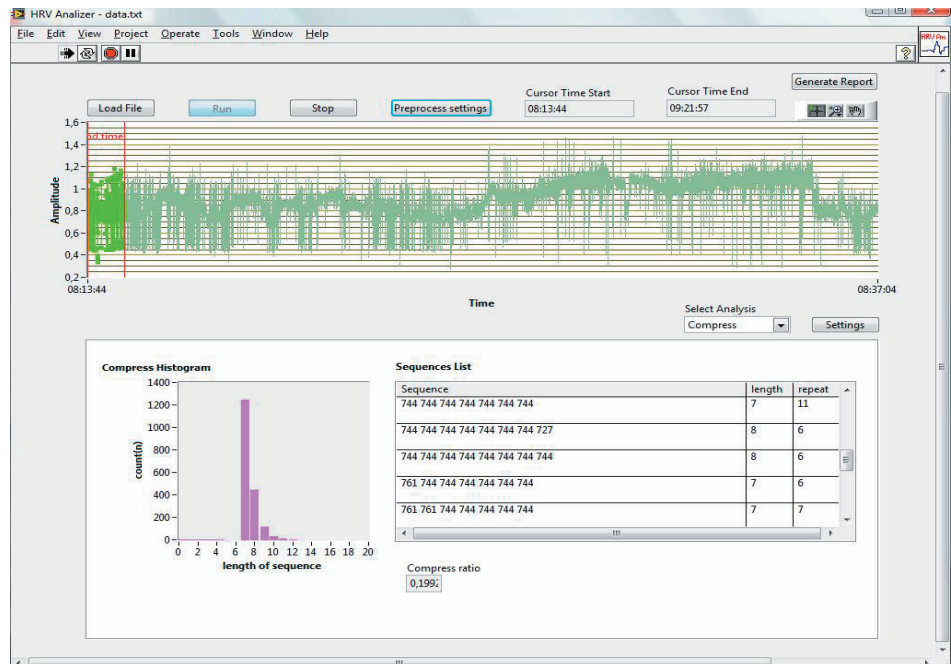 HRV Analizer - data.txt
File Edit View Project Operate Tools Window Help
HRV An
?
Generate Report
Load File Run Stop Preprocess settings Cursor Time Start Cursor Time End
08:13:44 09:21:57
nd time
Amplitude
1,6
1,4
1,2
1
0,8
0,6
0,4
0,2
08:13:44 08:37:04
Time
Select Analysis
Compress Settings
Compress Histogram
count(n)
1400
1200
1000
800
600
400
200
0
0 2 4 6 8 10 12 14 16 18 20
length of sequence
Sequences List
Sequence length repeat
744 744 744 744 744 744 744 7 11
744 744 744 744 744 744 744 727 8 6
744 744 744 744 744 744 744 744 8 6
761 744 744 744 744 744 744 7 6
761 761 744 744 744 744 744 7 7
Compress ratio
0,199